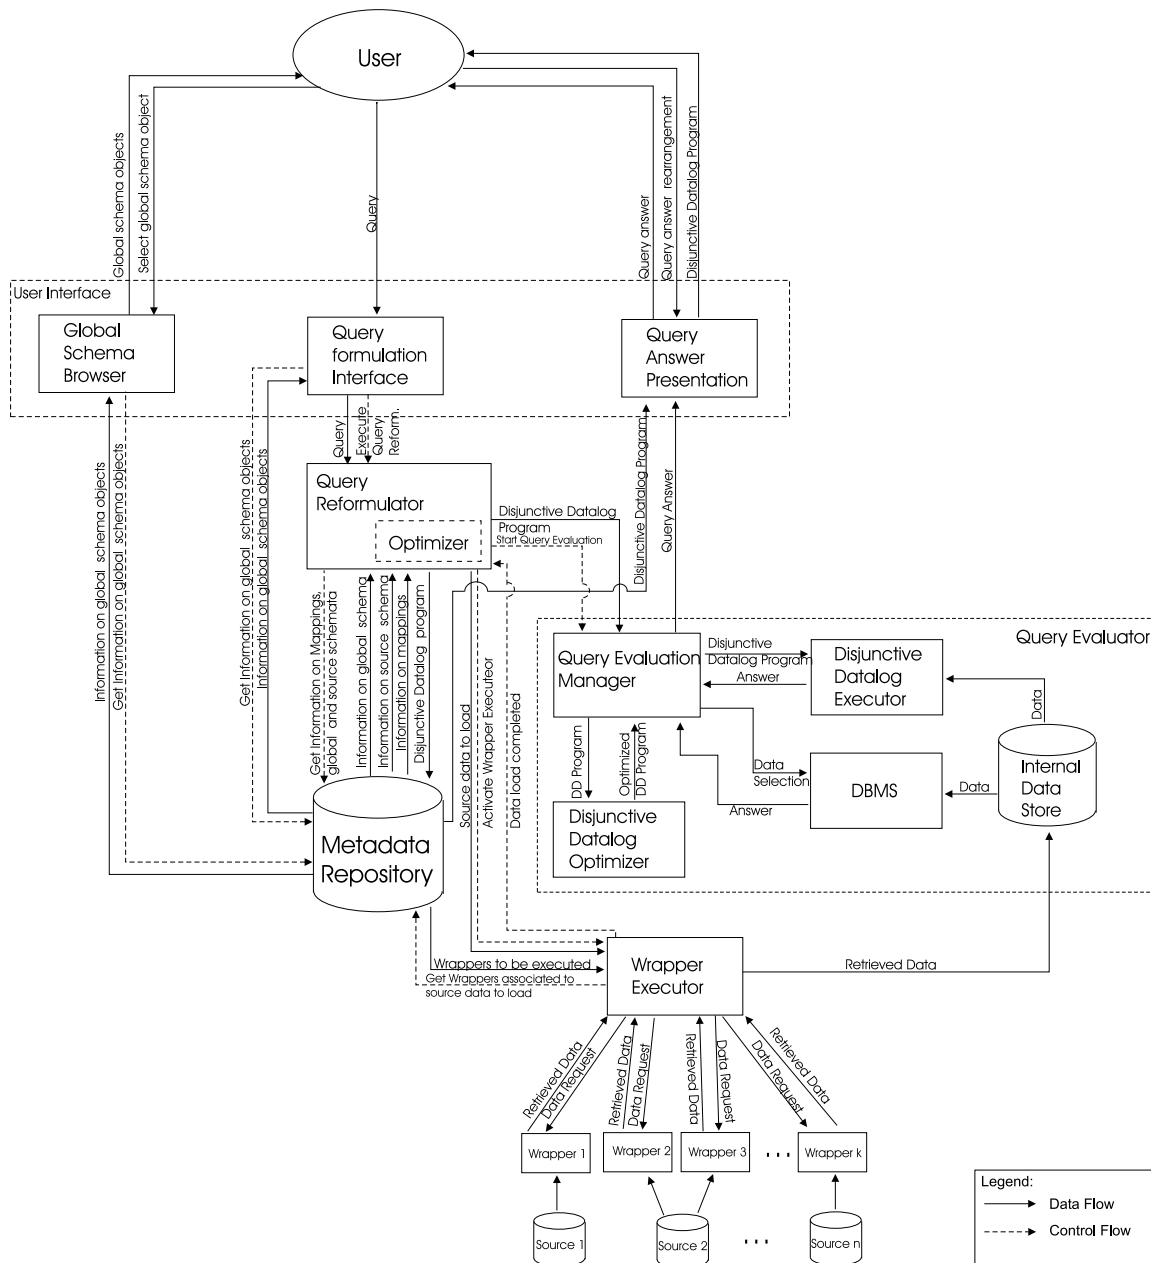 User
Global schema objects
Select global schema object
Query
Query answer
Query answer rearrangement
Disjunctive Datalog Program
User Interface
Global
Schema
Browser
Query
formulation
Interface
Query
Answer
Presentation
Query
Execute
Query
Reform.
Information on global schema objects
Get Information on global schema objects
Get Information on global schema objects
Information on global schema objects
Query
Reformulator
Optimizer
Disjunctive Datalog
Program
Start Query Evaluation
Disjunctive Datalog Program
Query Answer
Get Information on Mappings,
global and source schemata
Information on global schema
Information on source schema
Information on mappings
Disjunctive Datalog program
Source data to load
Activate Wrapper Executeor
Data load completed
Query Evaluator
Query Evaluation
Manager
Disjunctive
Datalog Program
Answer
Disjunctive
Datalog
Executor
Data
DD Program
Optimized
DD Program
Data
Selection
Answer
DBMS
Data
Internal
Data
Store
Disjunctive
Datalog
Optimizer
Metadata
Repository
Wrappers to be executed
Get Wrappers associated to
source data to load
Wrapper
Executor
Retrieved Data
Retrieved Data
Data Request
Retrieved Data
Data Request
Retrieved Data
Data Request
Retrieved Data
Data Request
Wrapper 1
Wrapper 2
Wrapper 3
...
Wrapper k
Source 1
Source 2
...
Source n
Legend:
Data Flow
Control Flow